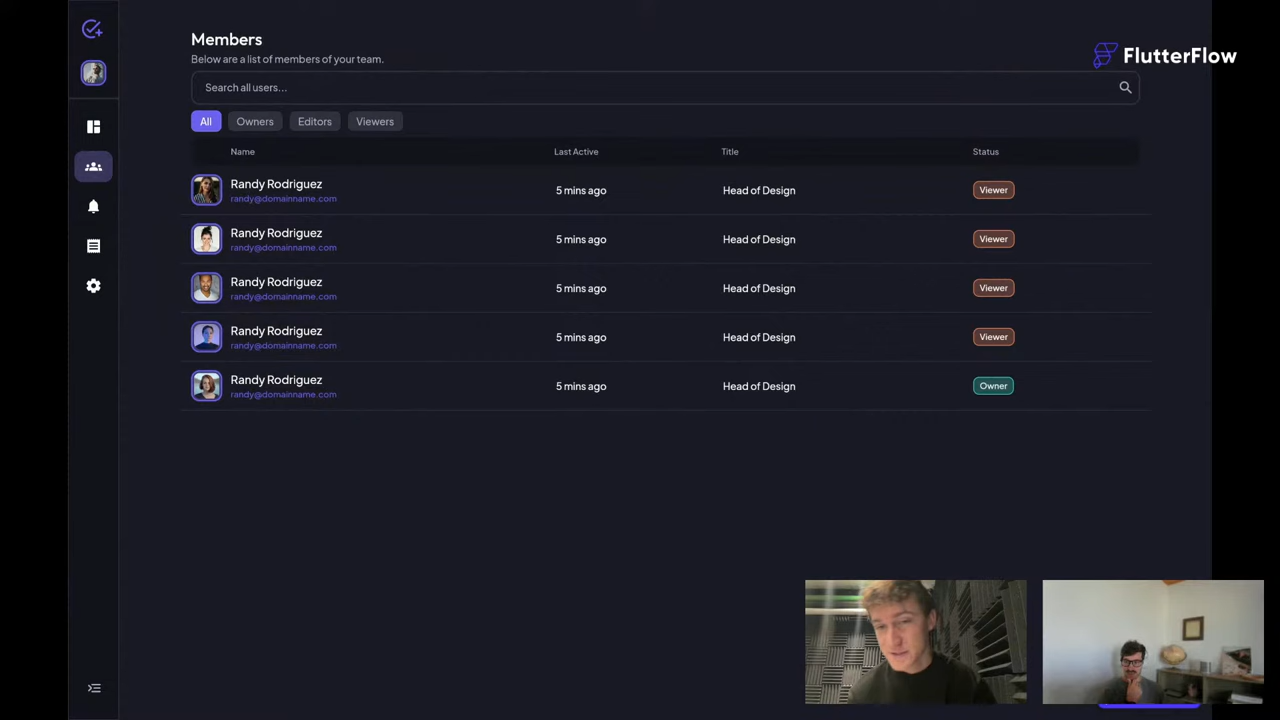 Members
Below are a list of members of your team.
FlutterFlow
Search all users...
All Owners Editors Viewers
Name Last Active Title Status
Randy Rodriguez
randy@domainname.com
5 mins ago Head of Design Viewer
Randy Rodriguez
randy@domainname.com
5 mins ago Head of Design Viewer
Randy Rodriguez
randy@domainname.com
5 mins ago Head of Design Viewer
Randy Rodriguez
randy@domainname.com
5 mins ago Head of Design Viewer
Randy Rodriguez
randy@domainname.com
5 mins ago Head of Design Owner